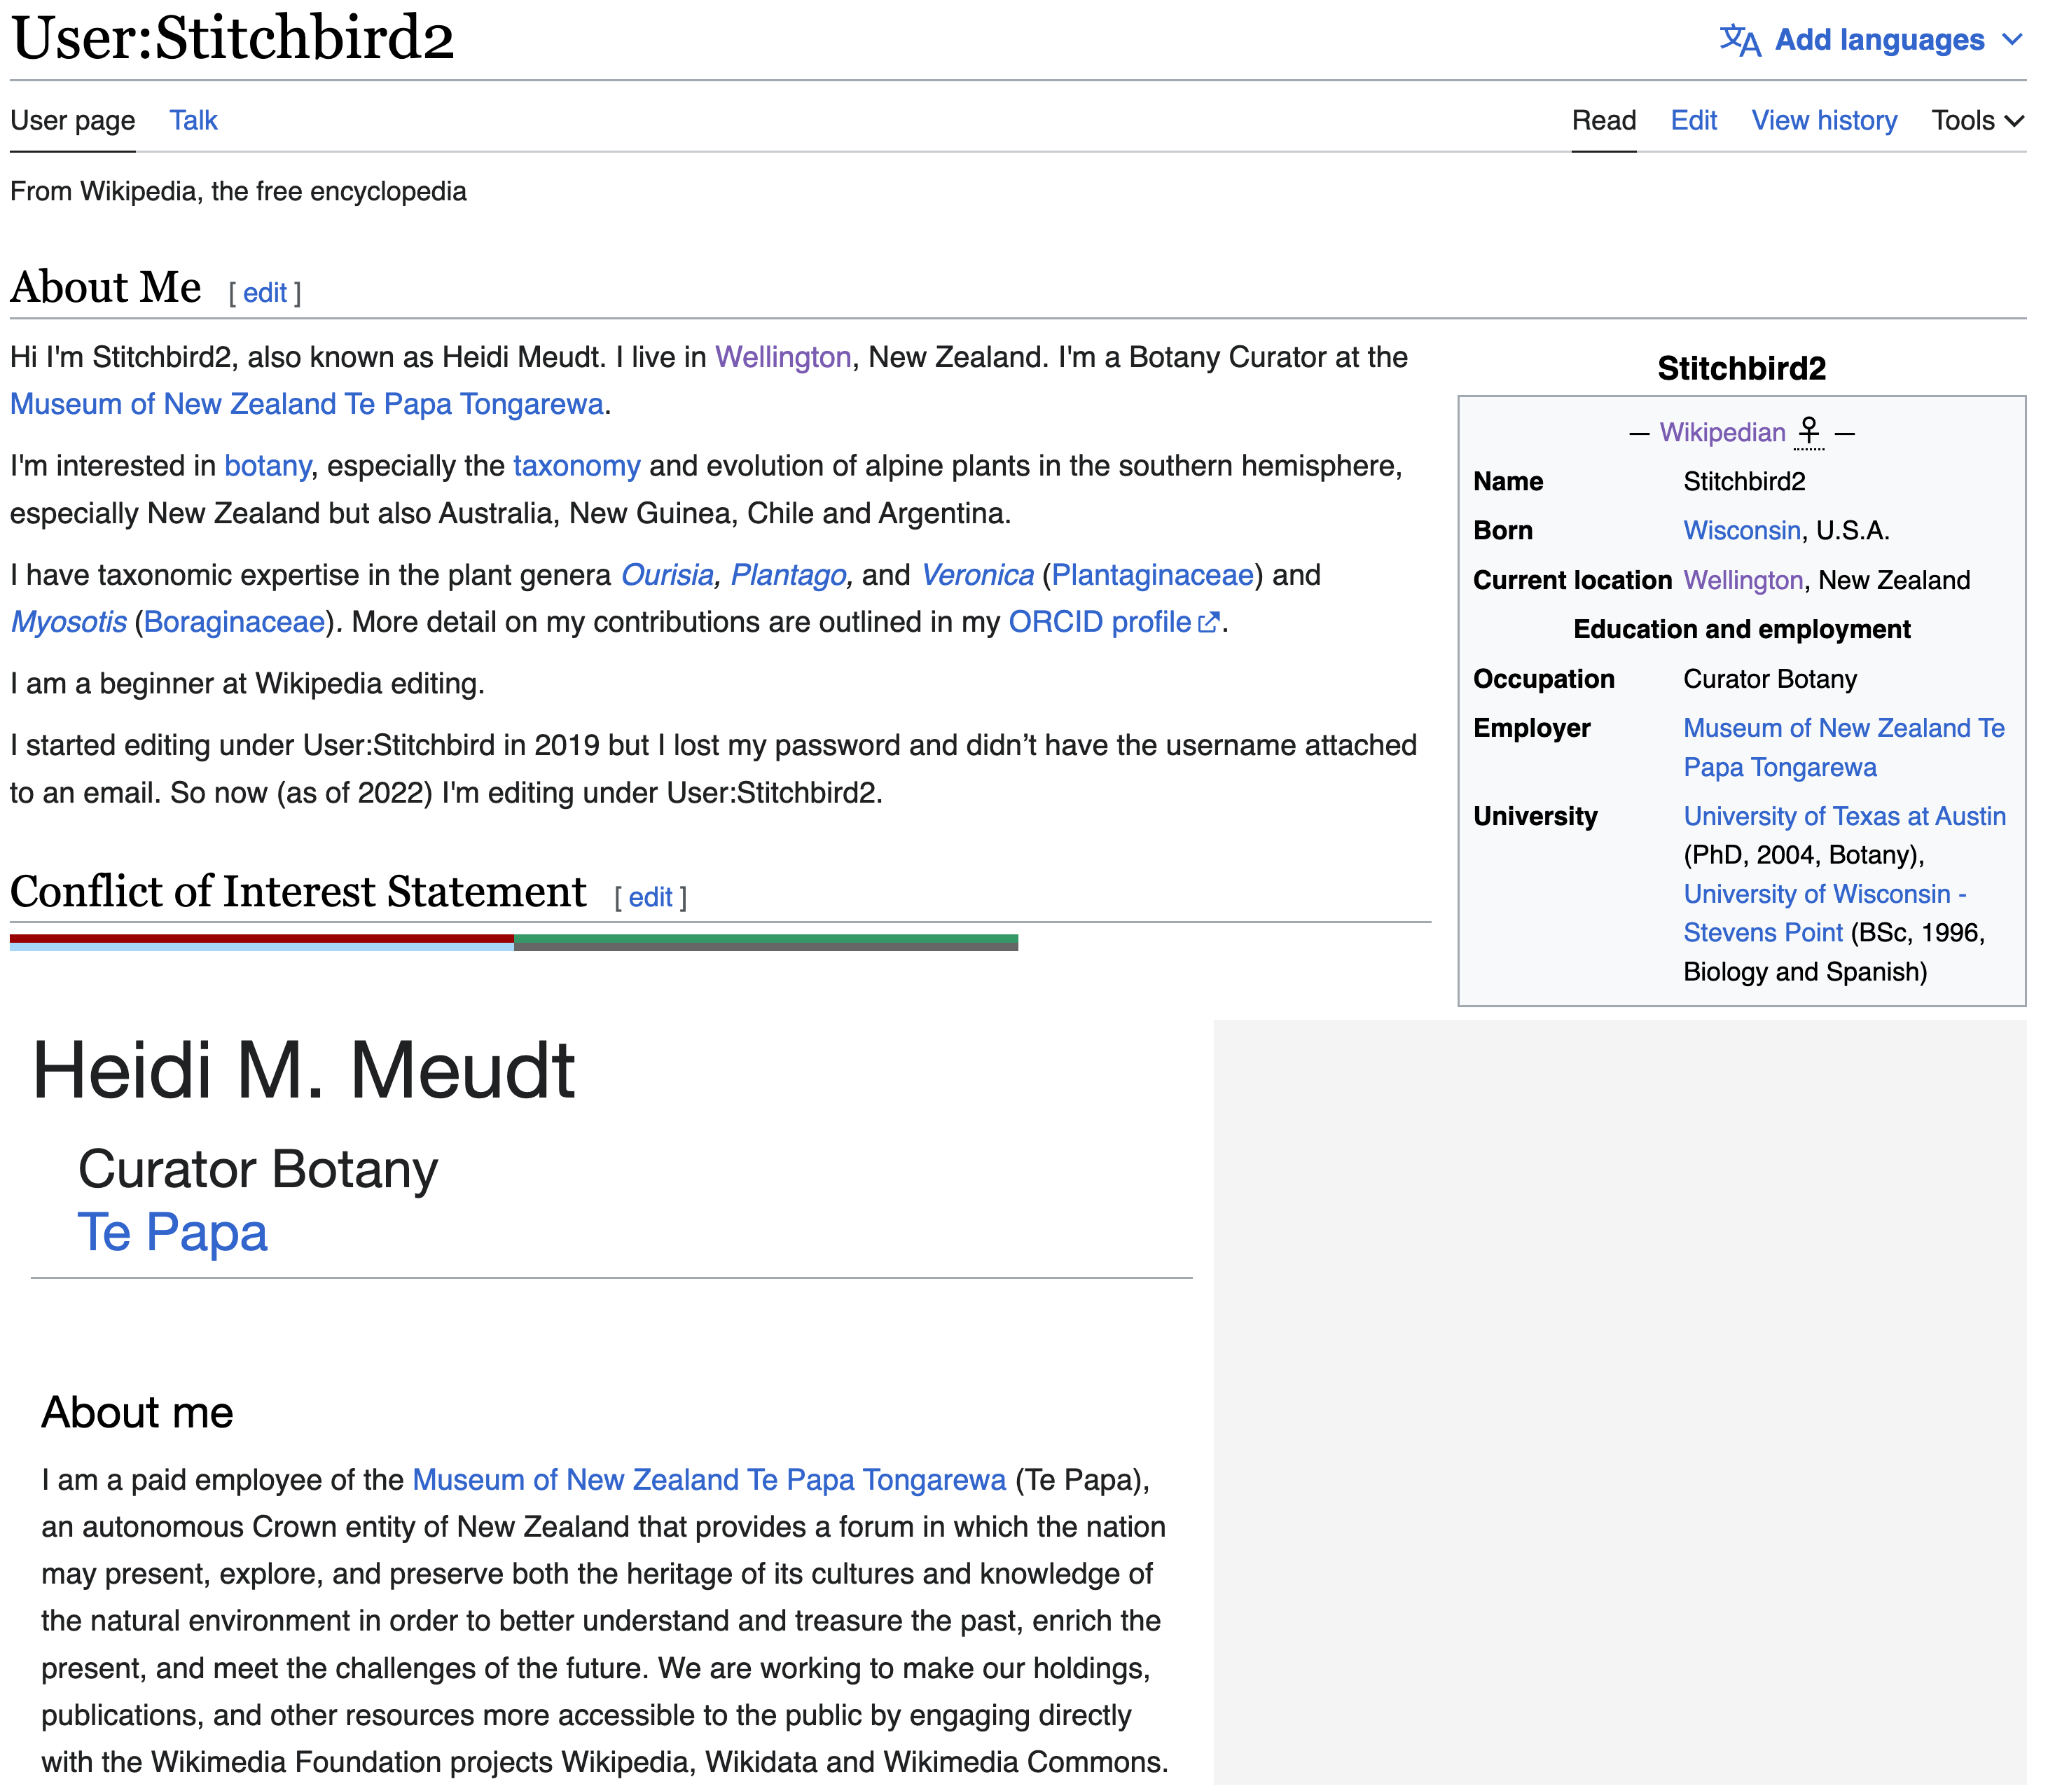 User:Stitchbird2
文A Add languages
User page Talk
Read Edit View history Tools
From Wikipedia, the free encyclopedia
About Me [ edit ]
Hi I'm Stitchbird2, also known as Heidi Meudt. I live in Wellington, New Zealand. I'm a Botany Curator at the
Museum of New Zealand Te Papa Tongarewa.
I'm interested in botany, especially the taxonomy and evolution of alpine plants in the southern hemisphere,
especially New Zealand but also Australia, New Guinea, Chile and Argentina.
I have taxonomic expertise in the plant genera Ourisia, Plantago, and Veronica (Plantaginaceae) and
Myosotis (Boraginaceae). More detail on my contributions are outlined in my ORCID profile.
I am a beginner at Wikipedia editing.
I started editing under User:Stitchbird in 2019 but I lost my password and didn’t have the username attached
to an email. So now (as of 2022) I'm editing under User:Stitchbird2.
Stitchbird2
— Wikipedian ♀ —
Name Stitchbird2
Born Wisconsin, U.S.A.
Current location Wellington, New Zealand
Education and employment
Occupation Curator Botany
Employer Museum of New Zealand Te
Papa Tongarewa
University University of Texas at Austin
(PhD, 2004, Botany),
University of Wisconsin -
Stevens Point (BSc, 1996,
Biology and Spanish)
Conflict of Interest Statement [ edit ]
Heidi M. Meudt
Curator Botany
Te Papa
About me
I am a paid employee of the Museum of New Zealand Te Papa Tongarewa (Te Papa),
an autonomous Crown entity of New Zealand that provides a forum in which the nation
may present, explore, and preserve both the heritage of its cultures and knowledge of
the natural environment in order to better understand and treasure the past, enrich the
present, and meet the challenges of the future. We are working to make our holdings,
publications, and other resources more accessible to the public by engaging directly
with the Wikimedia Foundation projects Wikipedia, Wikidata and Wikimedia Commons.